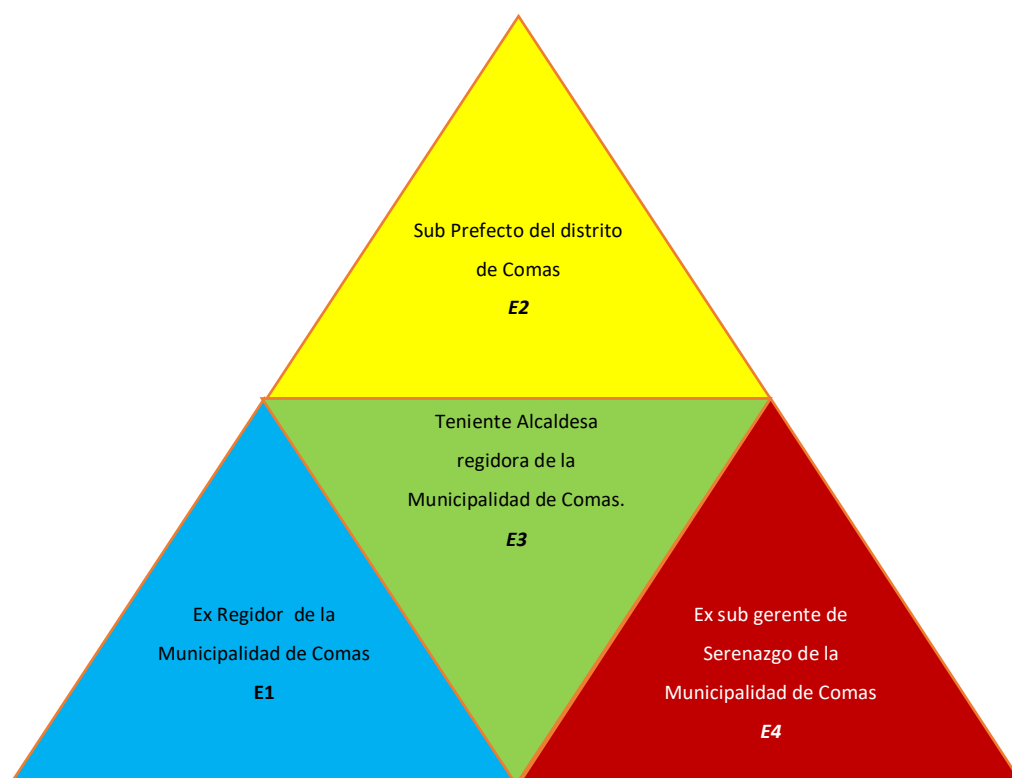 Sub Prefecto del distrito
de Comas
E2
Teniente Alcaldesa
regidora de la
Municipalidad de Comas.
E3
Ex Regidor  de la
Municipalidad de Comas
E1
Ex sub gerente de
Serenazgo de la
Municipalidad de Comas
E4